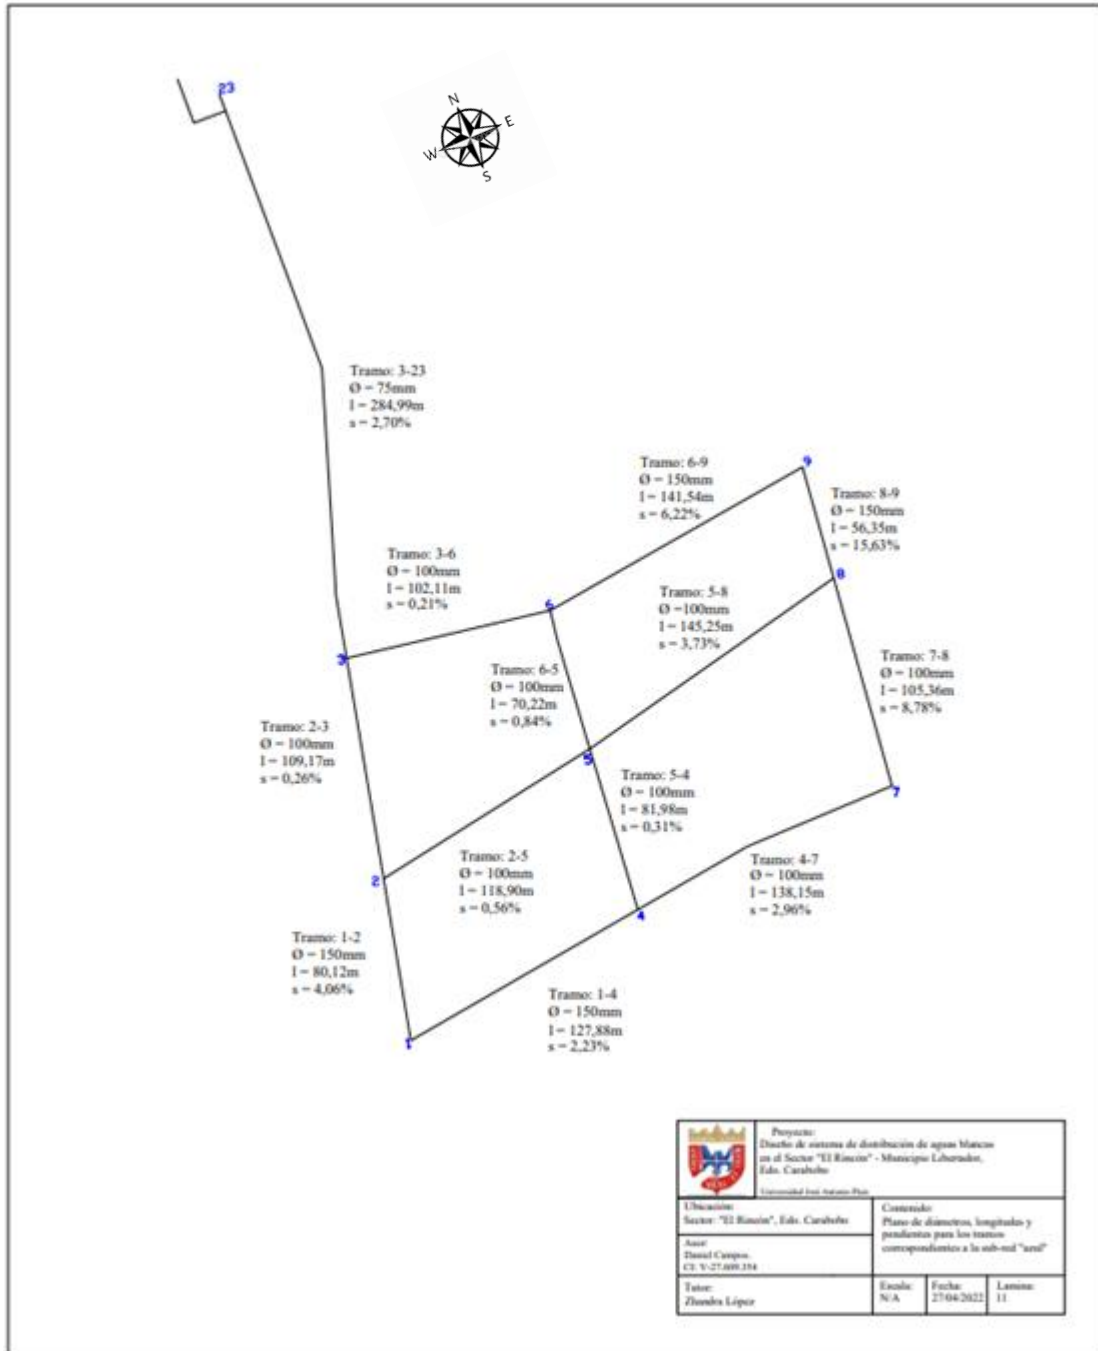 23
N
E
W
S
Tramo: 3-23
Ø = 75mm
l = 284,99m
s = 2,70%
Tramo: 6-9
Ø = 150mm
l = 141,54m
s = 6,22%
9
Tramo: 8-9
Ø = 150mm
l = 56,35m
s = 15,63%
Tramo: 3-6
Ø = 100mm
l = 102,11m
s = 0,21%
6
8
Tramo: 5-8
Ø =100mm
l = 145,25m
s = 3,73%
3
Tramo: 6-5
Ø = 100mm
l = 70,22m
s = 0,84%
Tramo: 7-8
Ø = 100mm
l = 105,36m
s = 8,78%
Tramo: 2-3
Ø = 100mm
l = 109,17m
s = 0,26%
5
Tramo: 5-4
Ø = 100mm
l = 81,98m
s = 0,31%
7
2
Tramo: 2-5
Ø = 100mm
l = 118,90m
s = 0,56%
Tramo: 4-7
Ø = 100mm
l = 138,15m
s = 2,96%
4
Tramo: 1-2
Ø = 150mm
l = 80,12m
s = 4,06%
1
Tramo: 1-4
Ø = 150mm
l = 127,88m
s = 2,23%
Proyecto:
Diseño de sistema de distribución de aguas blancas
en el Sector "El Rincón" - Municipio Libertador,
Edo. Carabobo
Universidad José Antonio Páez
Ubicación:
Sector: "El Rincón", Edo. Carabobo
Contenido:
Plano de diámetros, longitudes y
pendientes para los tramos
correspondientes a la sub-red "azul"
Autor:
Daniel Campos.
CI: V-27.609.354
Tutor:
Zhandra López
Escala:
N/A
Fecha:
27/04/2022
Lamina:
11